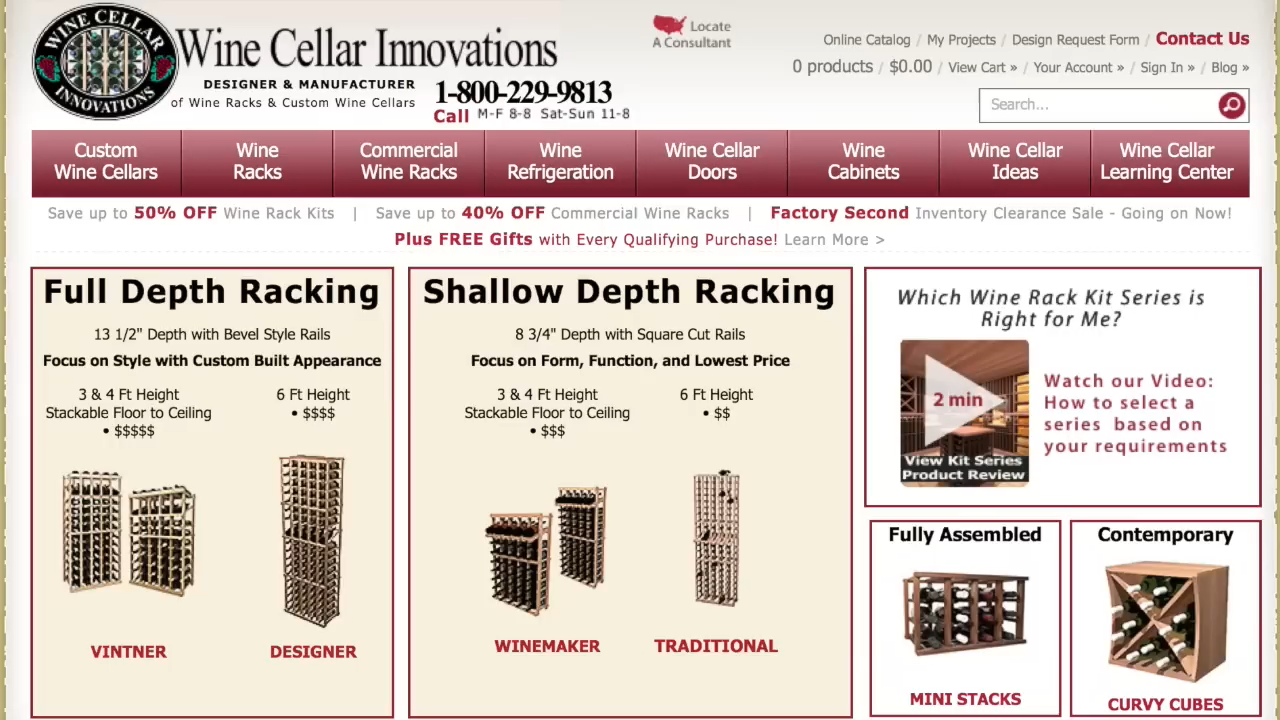 WINE CELLAR
INNOVATIONS
Wine Cellar Innovations
DESIGNER & MANUFACTURER
of Wine Racks & Custom Wine Cellars
1-800-229-9813
Call M-F 8-8 Sat-Sun 11-8
Locate
A Consultant
Online Catalog / My Projects / Design Request Form / Contact Us
0 products / $0.00 / View Cart » / Your Account » / Sign In » / Blog »
Search...
Custom
Wine Cellars
Wine
Racks
Commercial
Wine Racks
Wine
Refrigeration
Wine Cellar
Doors
Wine
Cabinets
Wine Cellar
Ideas
Wine Cellar
Learning Center
Save up to 50% OFF Wine Rack Kits | Save up to 40% OFF Commercial Wine Racks | Factory Second Inventory Clearance Sale - Going on Now!
Plus FREE Gifts with Every Qualifying Purchase! Learn More >
Full Depth Racking
13 1/2" Depth with Bevel Style Rails
Focus on Style with Custom Built Appearance
3 & 4 Ft Height
Stackable Floor to Ceiling
• $$$$$
6 Ft Height
• $$$$
VINTNER
DESIGNER
Shallow Depth Racking
8 3/4" Depth with Square Cut Rails
Focus on Form, Function, and Lowest Price
3 & 4 Ft Height
Stackable Floor to Ceiling
• $$$
6 Ft Height
• $$
WINEMAKER
TRADITIONAL
Which Wine Rack Kit Series is
Right for Me?
2 min
View Kit Series
Product Review
Watch our Video:
How to select a
series based on
your requirements
Fully Assembled
MINI STACKS
Contemporary
CURVY CUBES